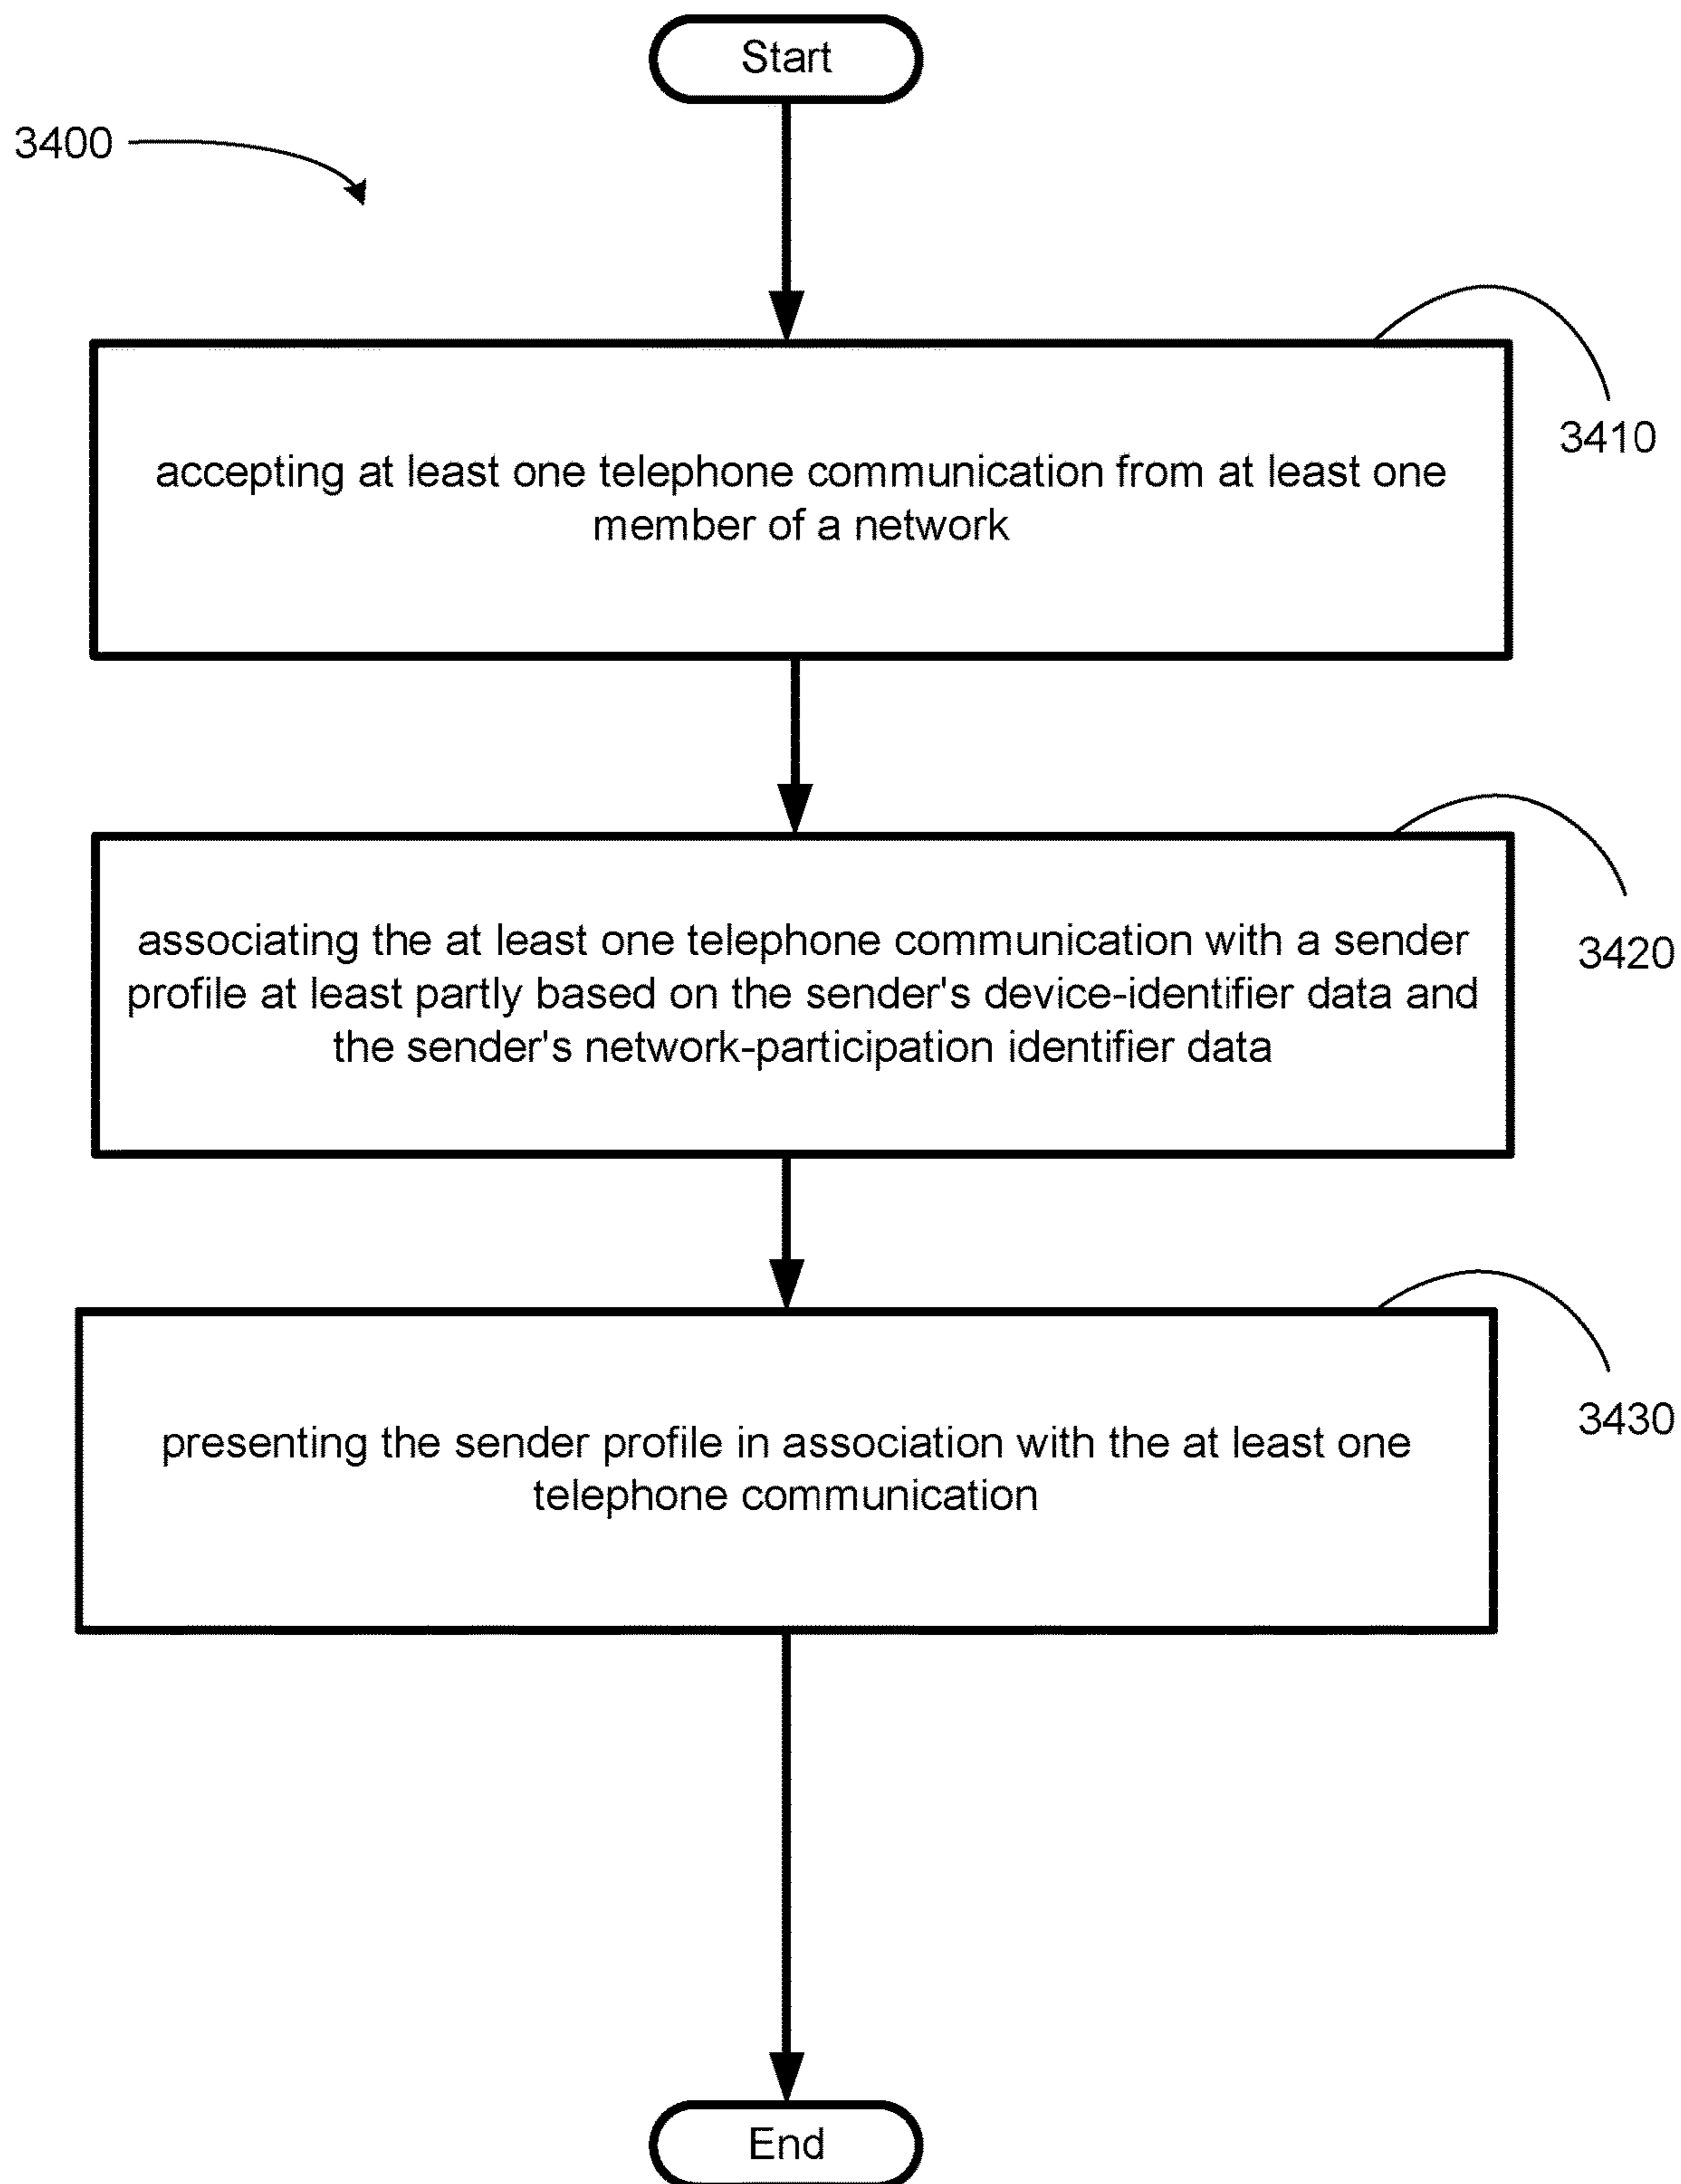 Start
3400
3410
accepting at least one telephone communication from at least one
member of a network
3420
associating the at least one telephone communication with a sender
profile at least partly based on the sender's device-identifier data and
the sender's network-participation identifier data
3430
presenting the sender profile in association with the at least one
telephone communication
End